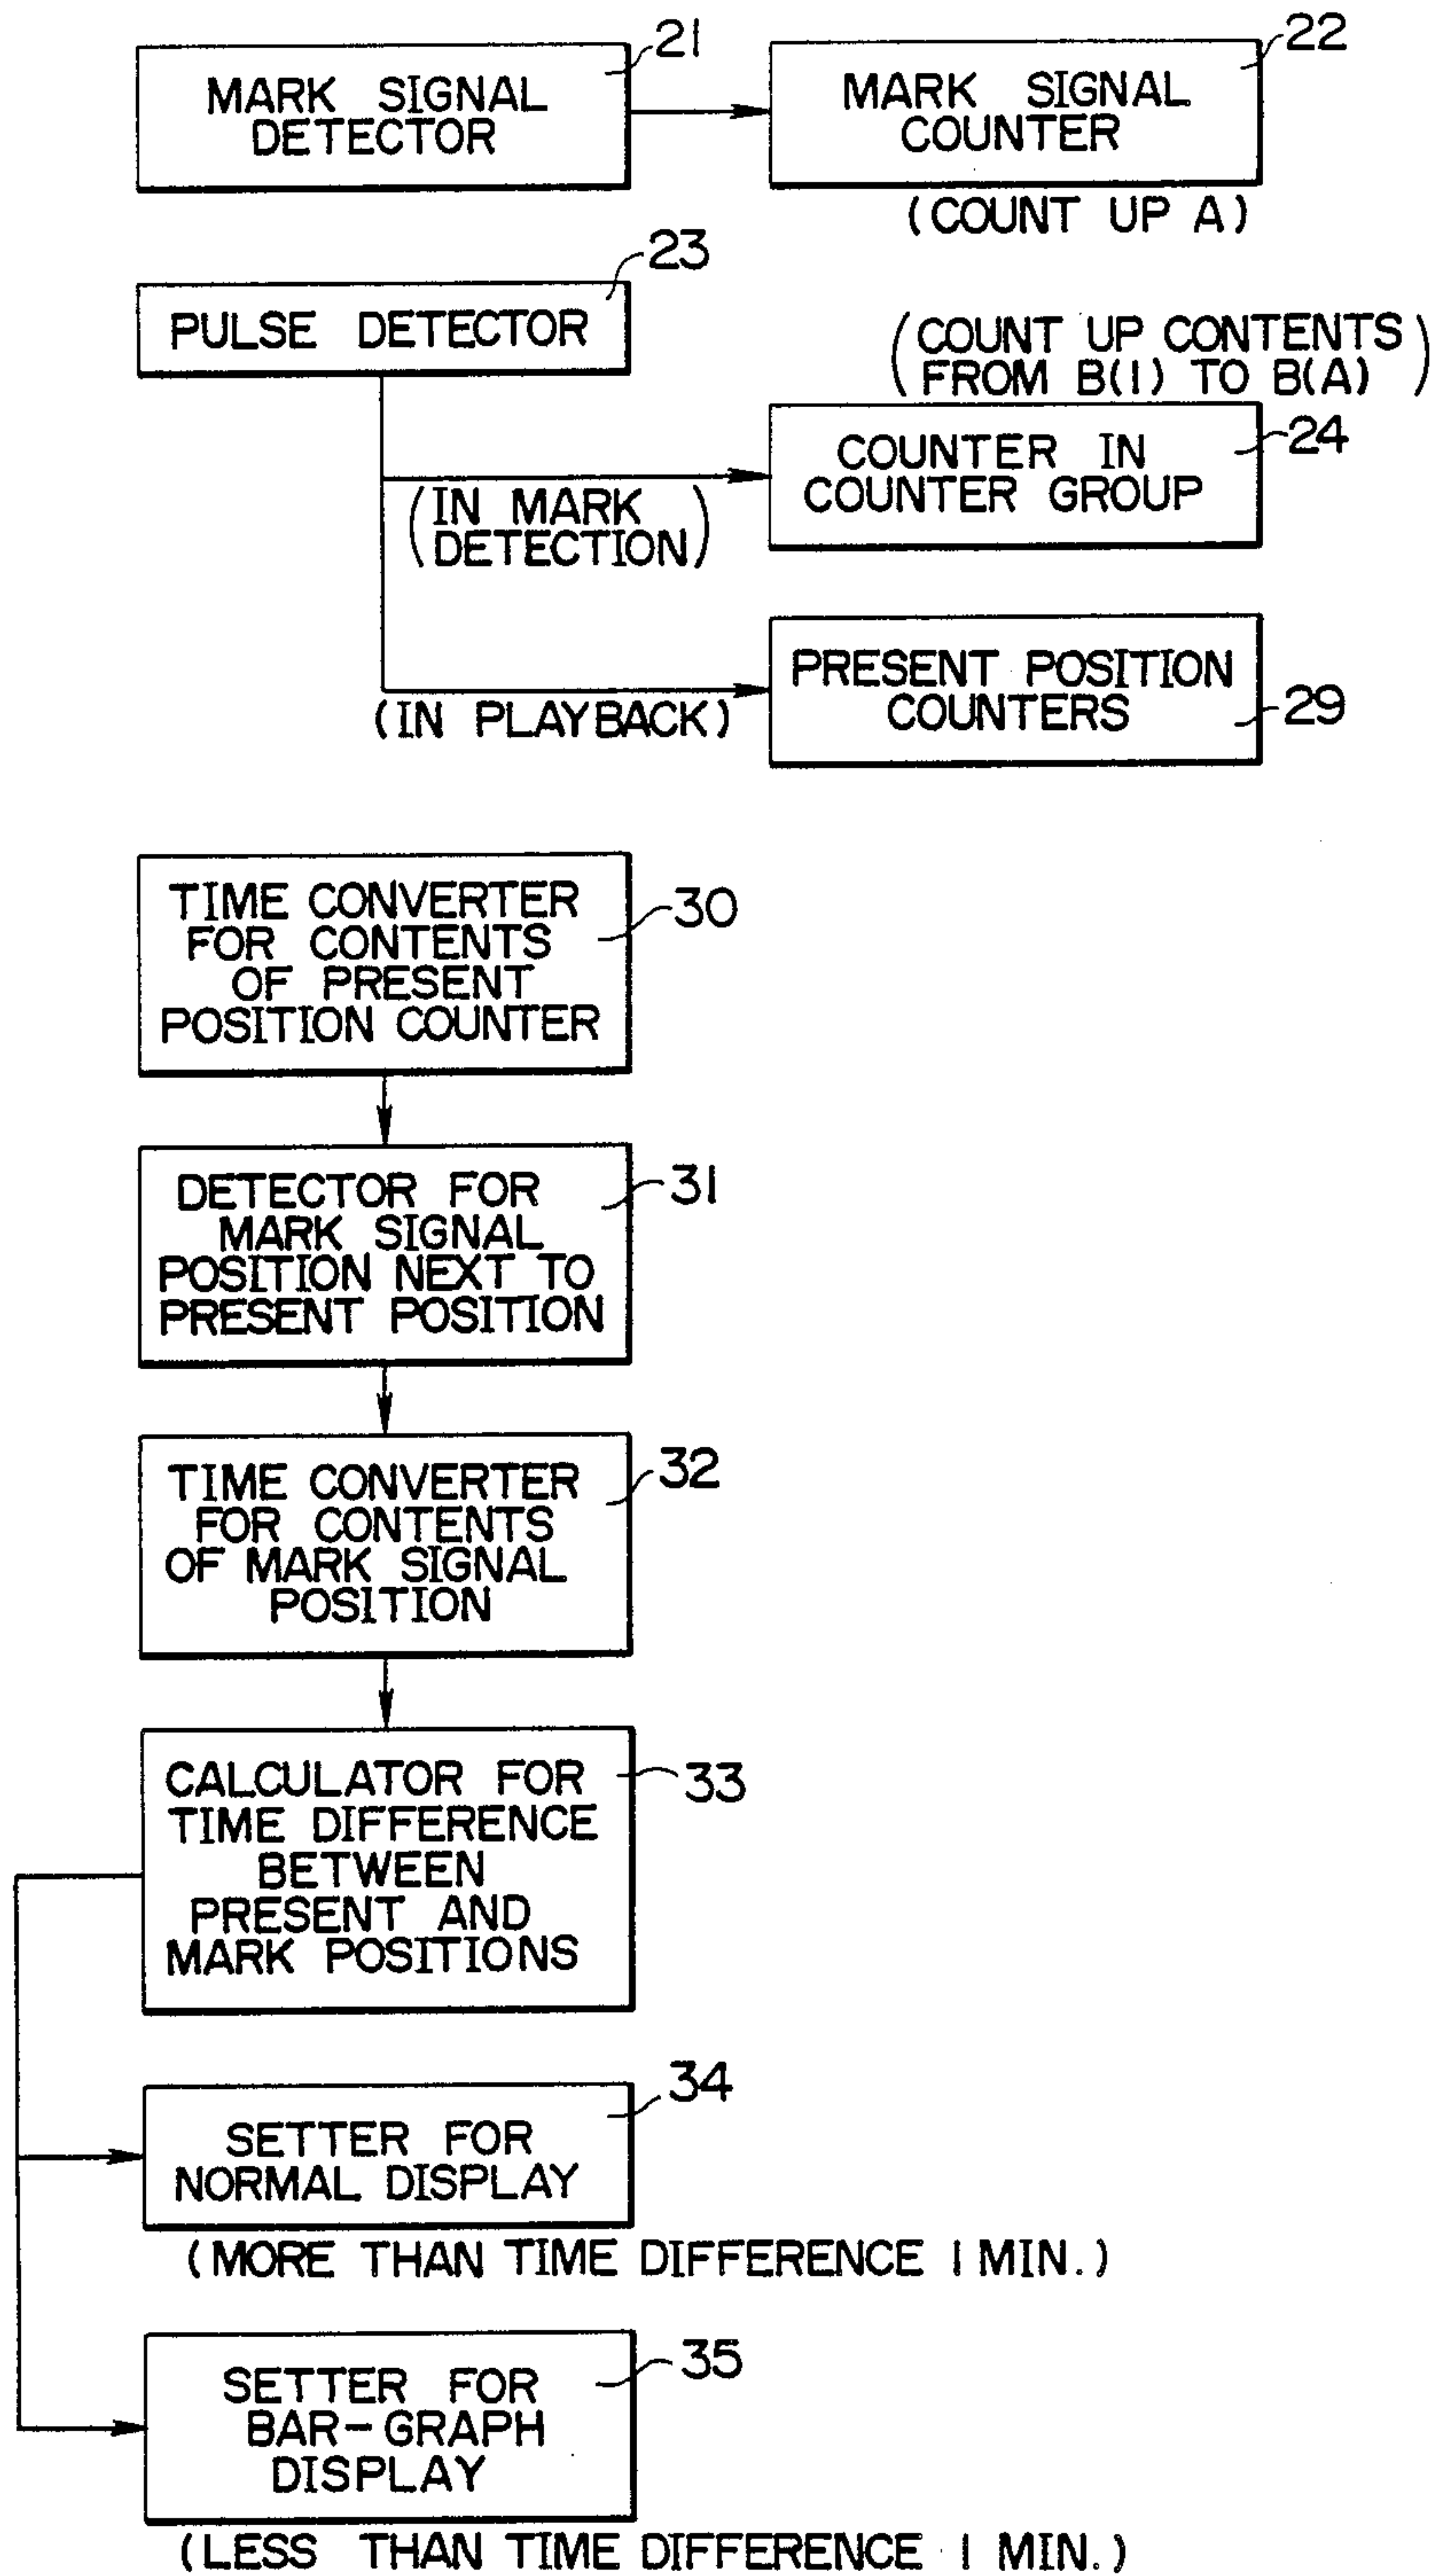 21
MARK SIGNAL
DETECTOR
22
MARK SIGNAL
COUNTER
(COUNT UP A)
23
PULSE DETECTOR
(COUNT UP CONTENTS
FROM B(1) TO B(A))
24
COUNTER IN
COUNTER GROUP
(IN MARK
DETECTION)
PRESENT POSITION
COUNTERS
29
(IN PLAYBACK)
30
TIME CONVERTER
FOR CONTENTS
OF PRESENT
POSITION COUNTER
31
DETECTOR FOR
MARK SIGNAL
POSITION NEXT TO
PRESENT POSITION
32
TIME CONVERTER
FOR CONTENTS
OF MARK SIGNAL
POSITION
33
CALCULATOR FOR
TIME DIFFERENCE
BETWEEN
PRESENT AND
MARK POSITIONS
34
SETTER FOR
NORMAL DISPLAY
(MORE THAN TIME DIFFERENCE 1 MIN.)
35
SETTER FOR
BAR-GRAPH
DISPLAY
(LESS THAN TIME DIFFERENCE 1 MIN.)